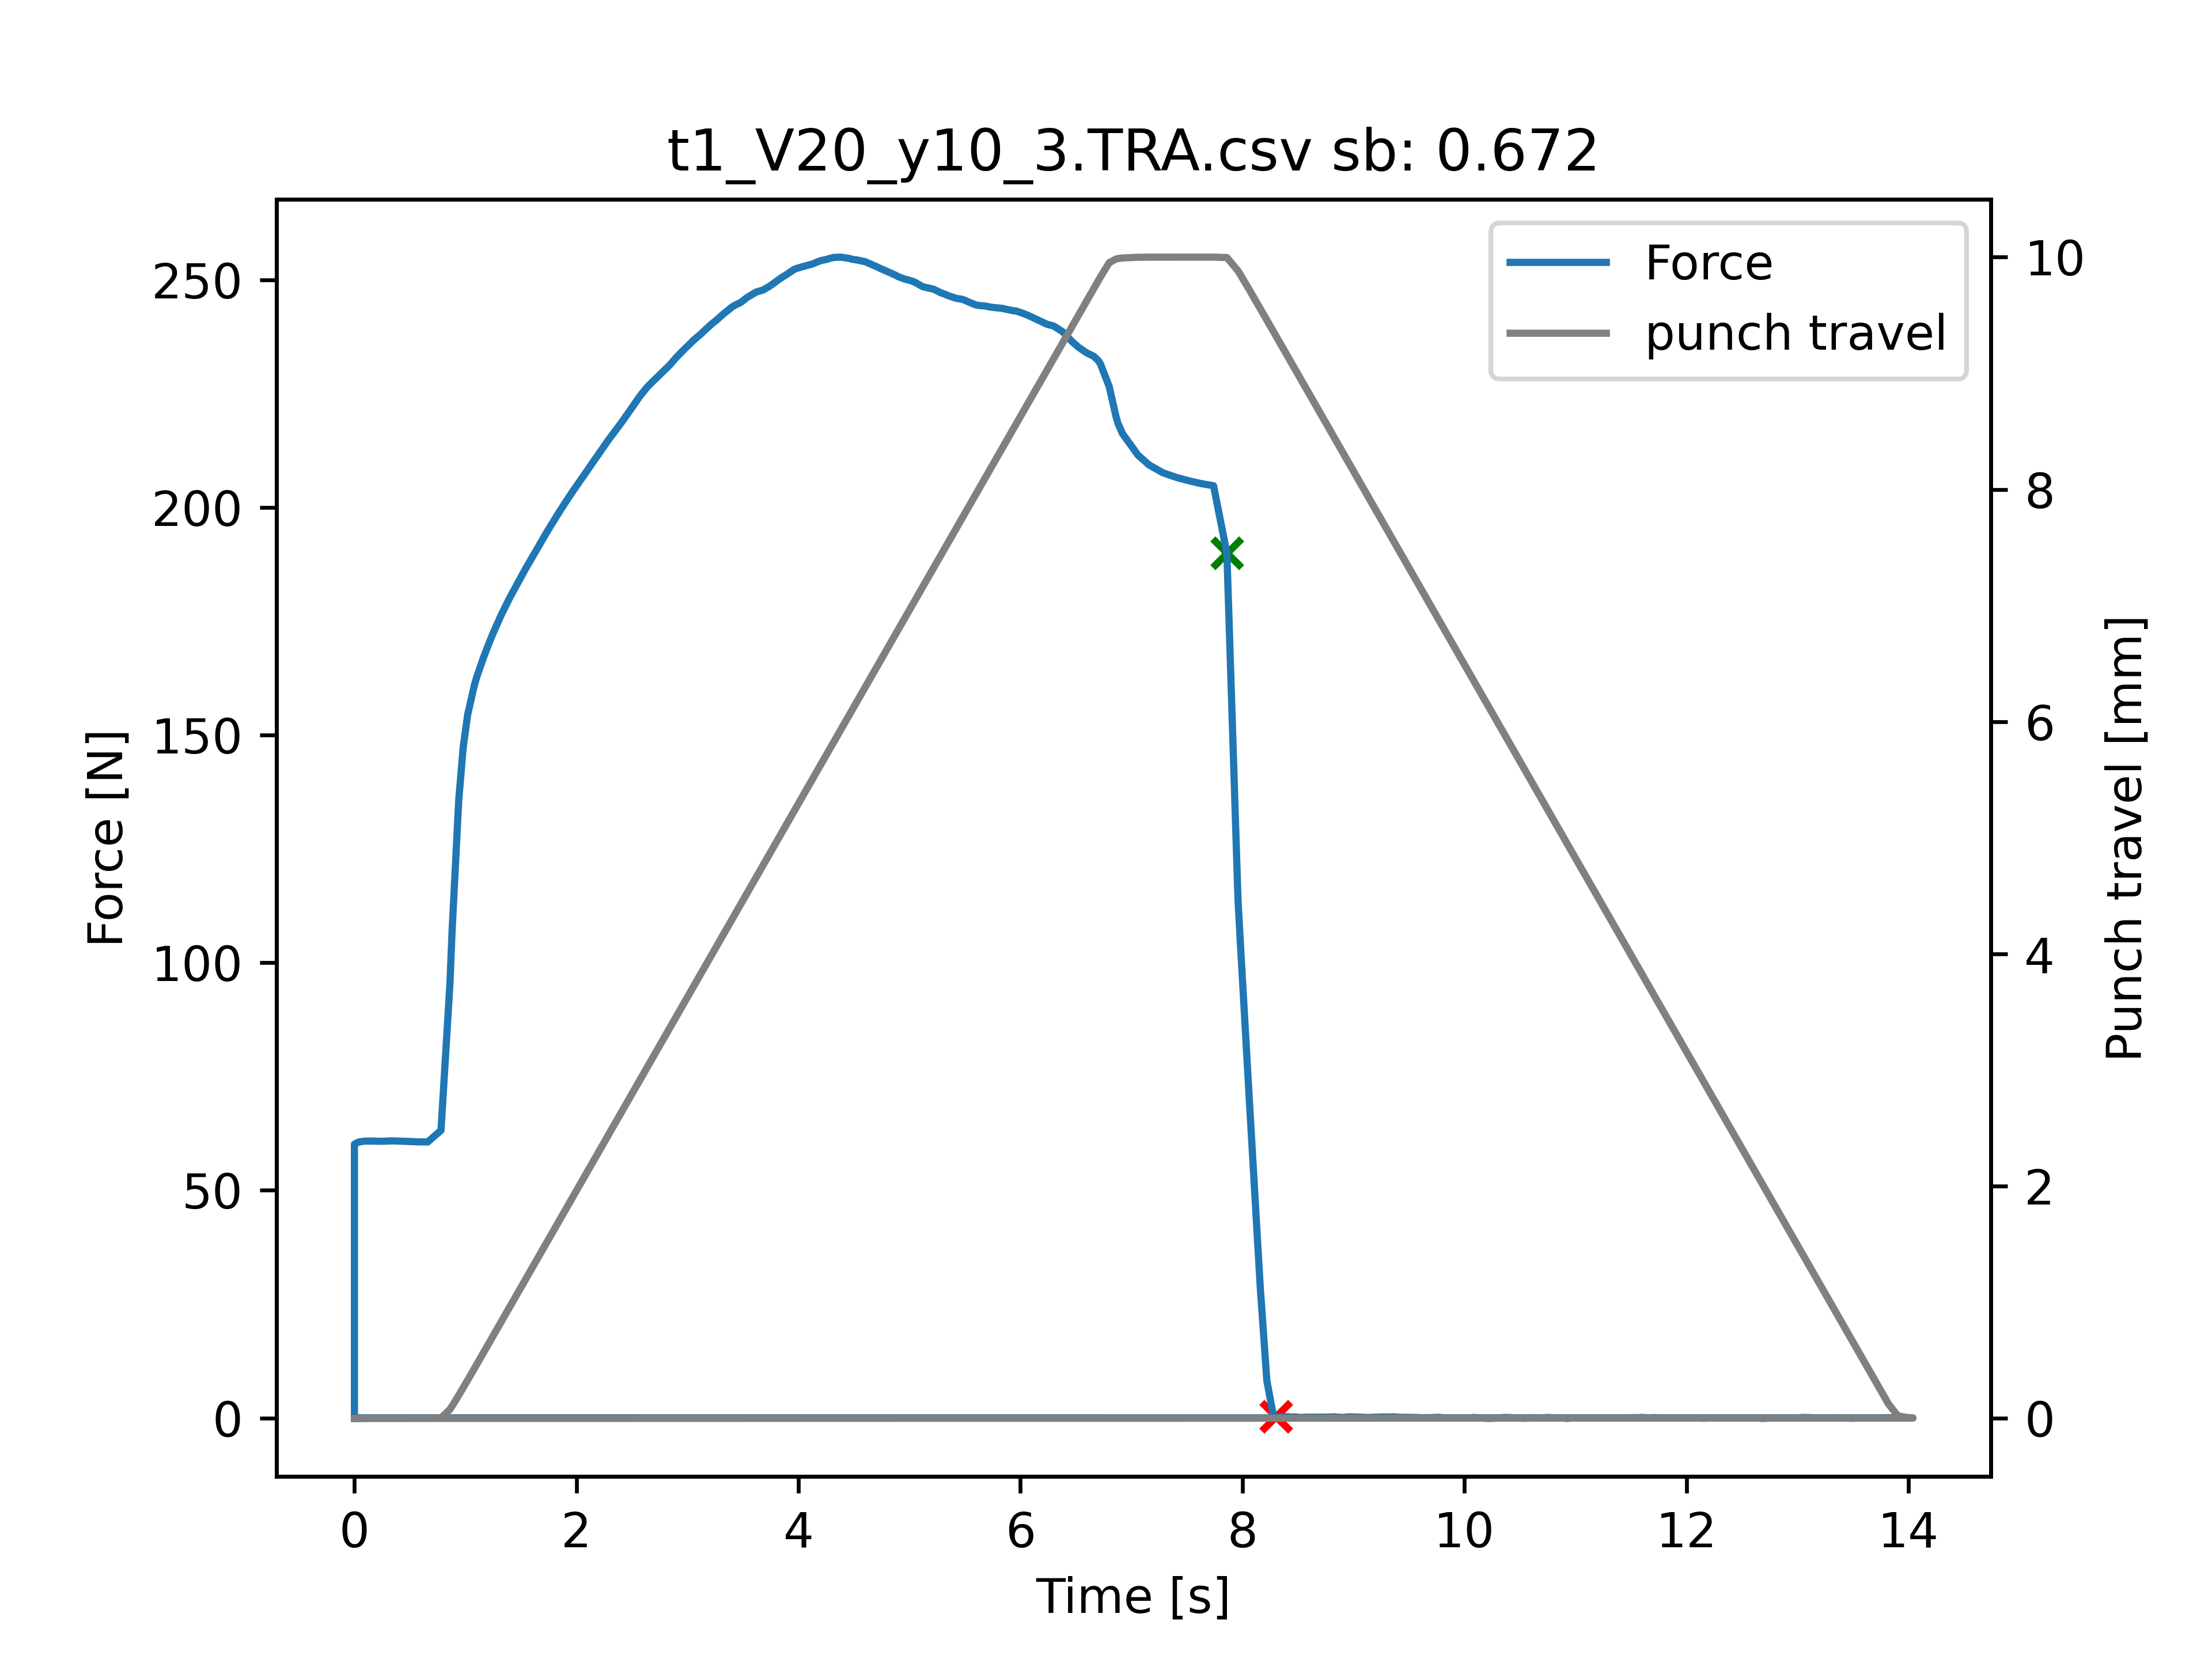 t1_V20_y10_3.TRA.csv sb: 0.672
Force
punch travel
Force [N]
250
200
150
100
50
0
10
8
6
4
2
0
Punch travel [mm]
0 2 4 6 8 10 12 14
Time [s]